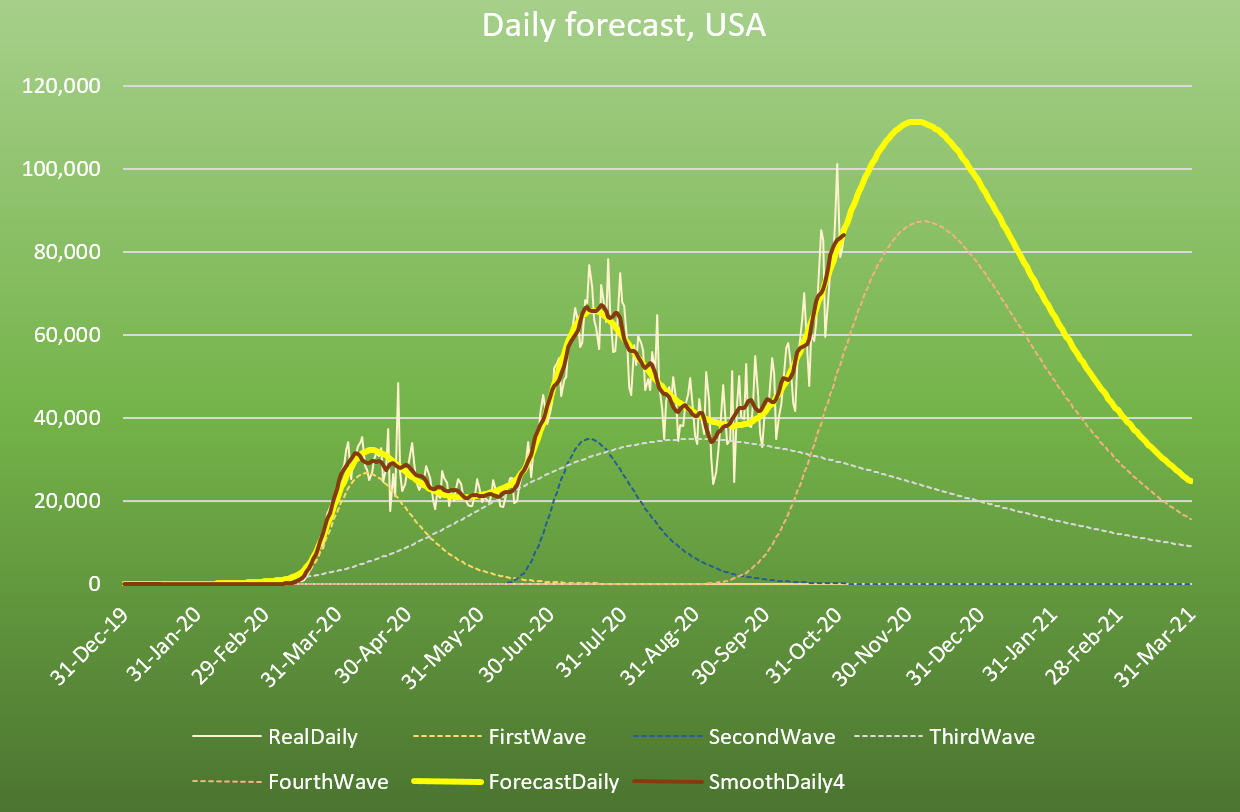 Daily forecast, USA
120,000
100,000
80,000
60,000
40,000
20,000
0
31-Dec-19
31-Jan-20
29-Feb-20
31-Mar-20
30-Apr-20
31-May-20
30-Jun-20
31-Jul-20
31-Aug-20
30-Sep-20
31-Oct-20
30-Nov-20
31-Dec-20
31-Jan-21
28-Feb-21
31-Mar-21
RealDaily FirstWave SecondWave ThirdWave
FourthWave ForecastDaily SmoothDaily4